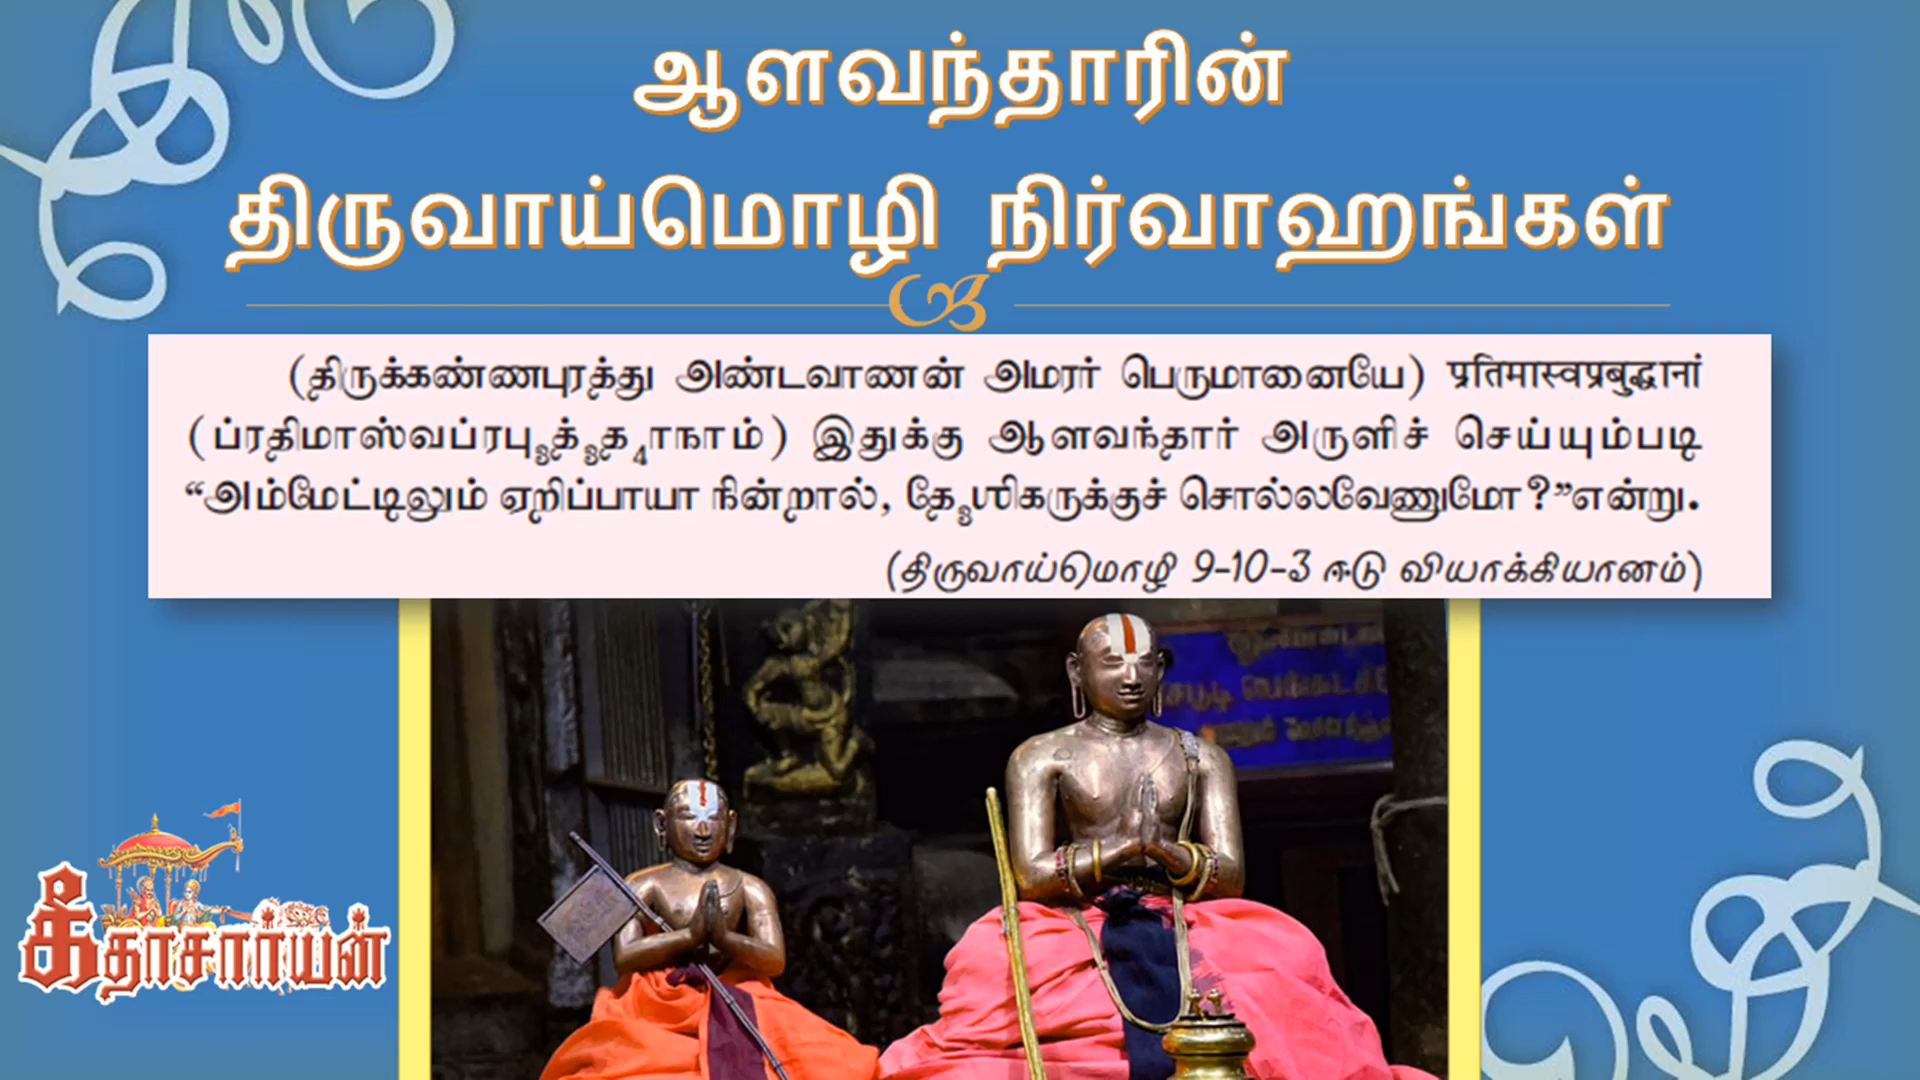 ஆளவந்தாரின்
திருவாய்மொழி நிர்வாஹங்கள்
(திருக்கண்ணபுரத்து அண்டவாணன் அமரர் பெருமானையே) प्रतिमास्वप्रबुद्धानां
(ப்ரதிமாஸ்வப்ரபு₃த்₃த₄ாநாம்) இதுக்கு ஆளவந்தார் அருளிச் செய்யும்படி
“அம்மேட்டிலும் ஏறிப்பாயா நின்றால், தே₃ஶிகருக்குச் சொல்லவேணுமோ?”என்று.
(திருவாய்மொழி 9-10-3 ஈடு வியாக்கியானம்)
கீதாசார்யன்